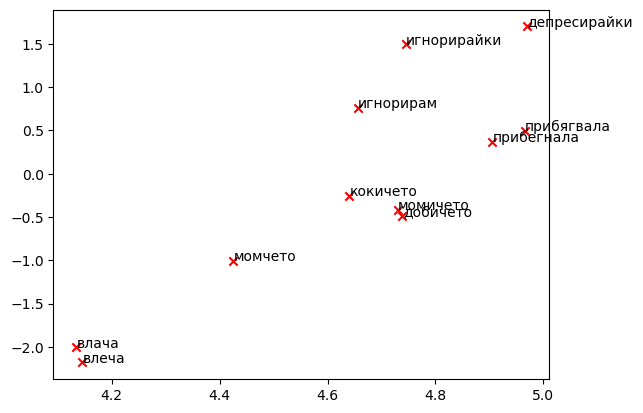 депресирайки
1.5
игнорирайки
1.0
игнорирам
0.5
прибягвала
прибегнала
0.0
кокичето
−0.5
момичето
добичето
−1.0
момчето
−1.5
−2.0
влача
влеча
4.2 4.4 4.6 4.8 5.0